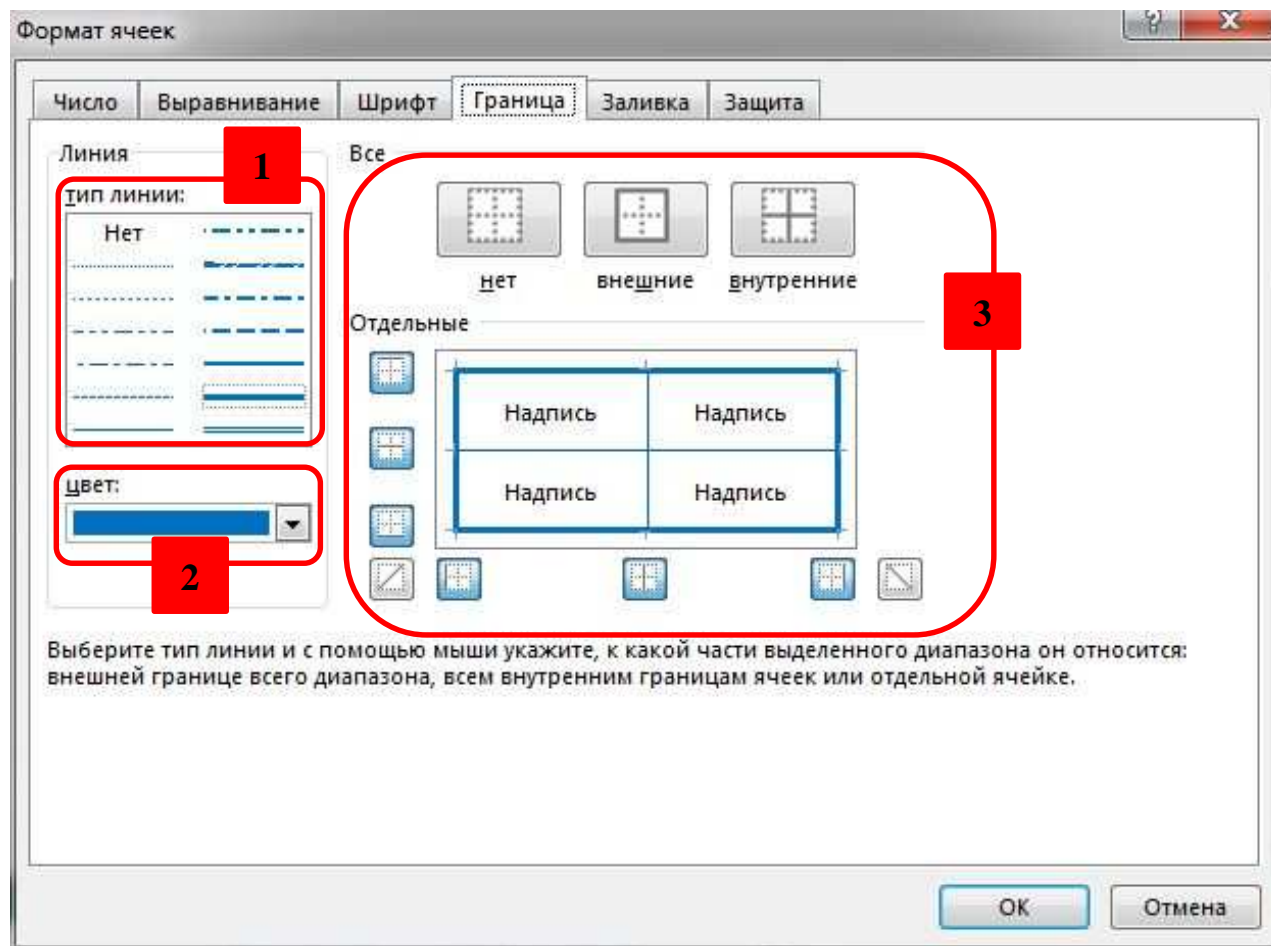 Формат ячеек
?
Число Выравнивание Шрифт Граница Заливка Защита
Линия
1
тип линии:
Нет
цвет:
2
Все
нет внешние внутренние
3
Отдельные
Надпись Надпись
Надпись Надпись
Выберите тип линии и с помощью мыши укажите, к какой части выделенного диапазона он относится:
внешней границе всего диапазона, всем внутренним границам ячеек или отдельной ячейке.
ОК Отмена